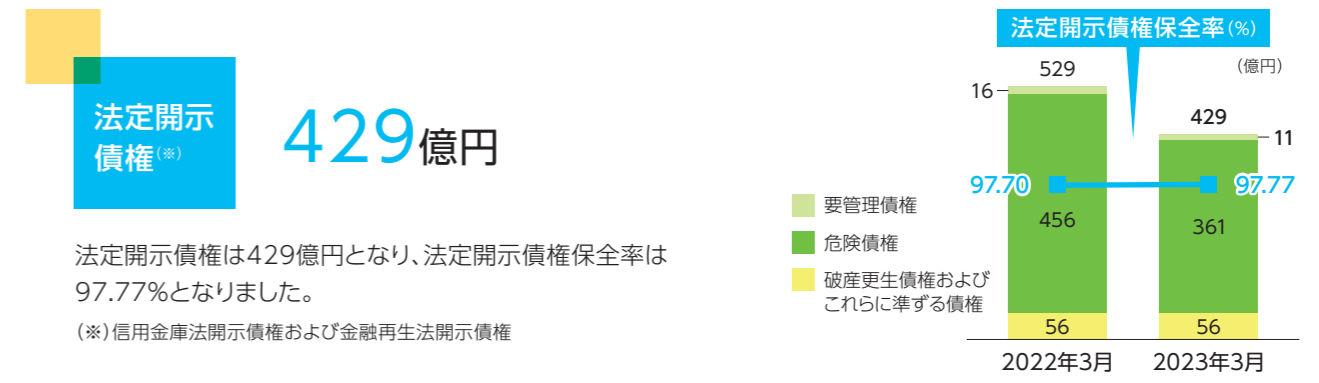 法定開示
債権(※)
429億円
法定開示債権は429億円となり、法定開示債権保全率は
97.77%となりました。
(※)信用金庫法開示債権および金融再生法開示債権
法定開示債権保全率(%)
(億円)
529
16
429
11
97.70
97.77
456
361
56
56
2022年3月
2023年3月
要管理債権
危険債権
破産更生債権および
これらに準ずる債権